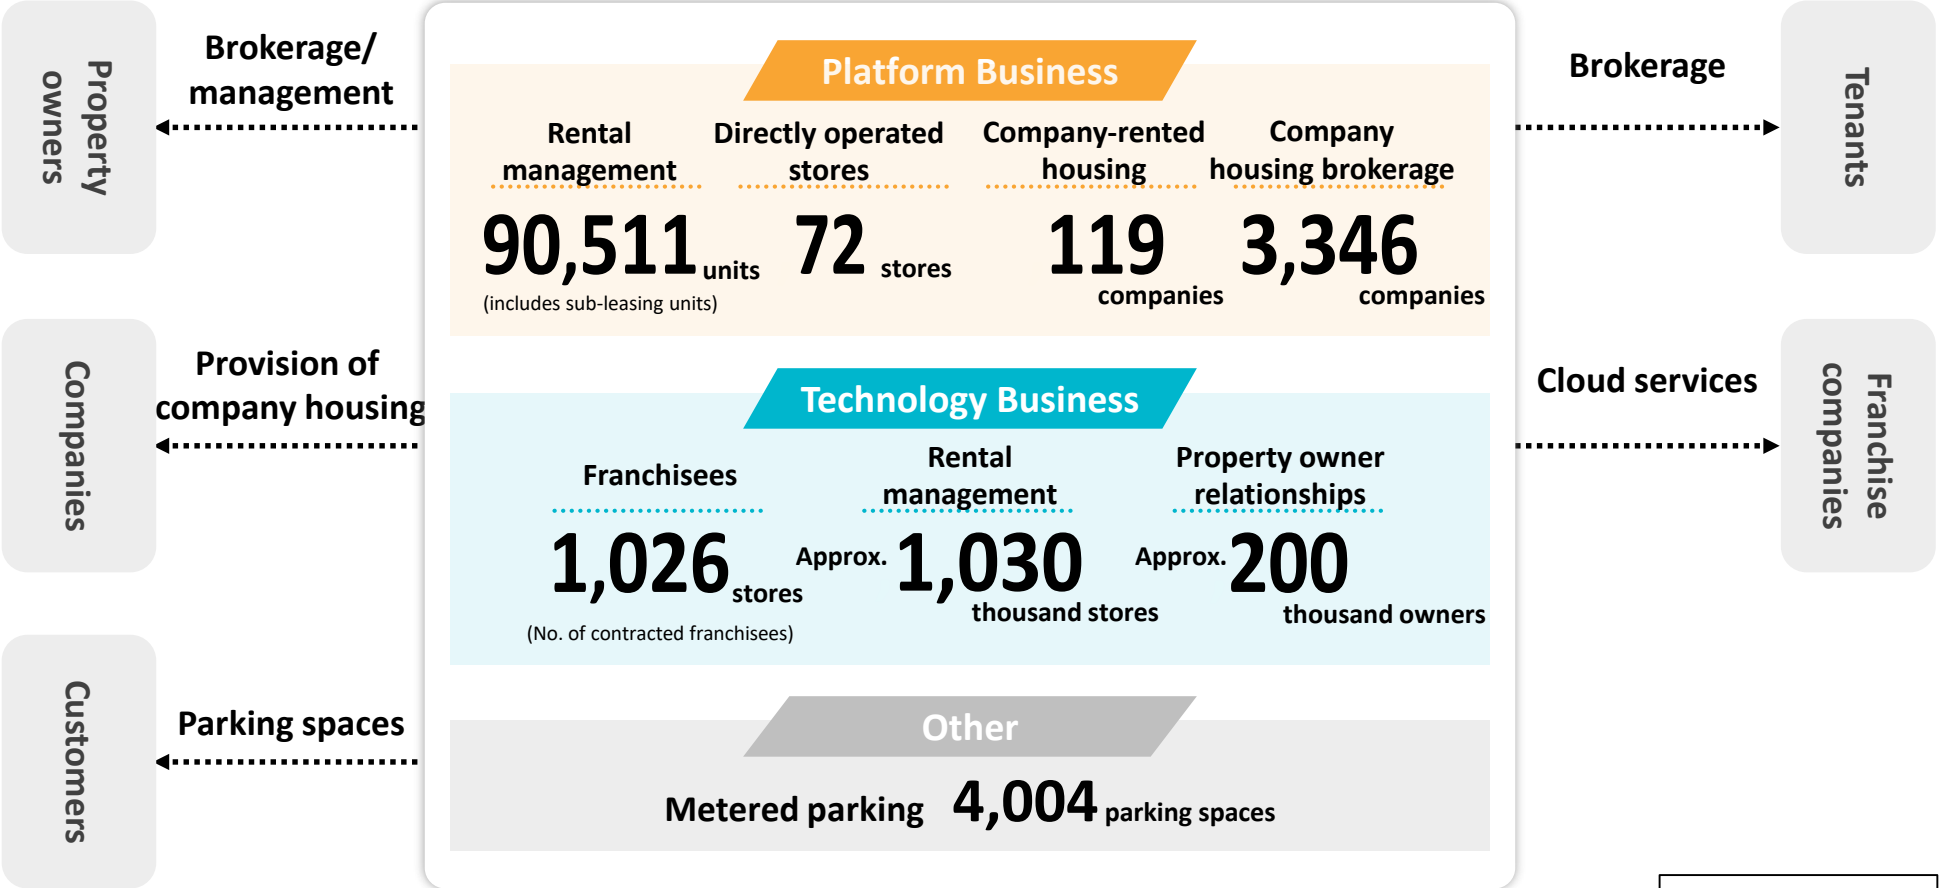 Property
owners
Brokerage/
management
Companies
Provision of
company housing
Customers
Parking spaces
Platform Business
Rental
management
90,511 units
(includes sub-leasing units)
Directly operated
stores
72 stores
Company-rented
housing
119
companies
Company
housing brokerage
3,346
companies
Technology Business
Franchisees
1,026 stores
(No. of contracted franchisees)
Rental
management
Approx. 1,030
thousand stores
Property owner
relationships
Approx. 200
thousand owners
Other
Metered parking 4,004 parking spaces
Brokerage
Tenants
Cloud services
Franchise
companies